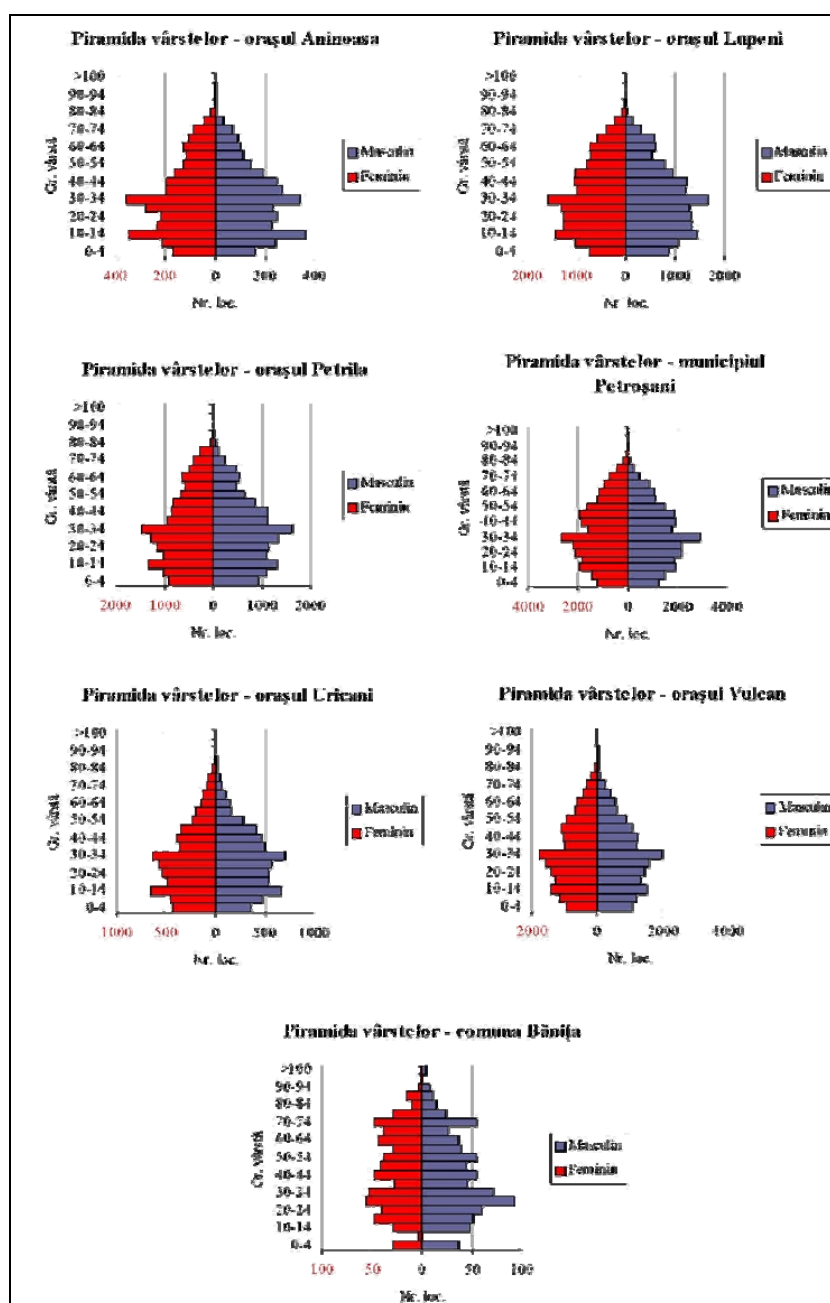 Piramida vârstelor - orașul Aninoasa
Gr. vârstă
>100
90-94
80-84
70-74
60-64
50-54
40-44
30-34
20-24
10-14
0-4
400 200 0 200 400
Nr. loc.
Masculin
Feminin
Piramida vârstelor - orașul Lupeni
Gr. vârstă
>100
90-94
80-84
70-74
60-64
50-54
40-44
30-34
20-24
10-14
0-4
2000 1000 0 1000 2000
Nr. loc.
Masculin
Feminin
Piramida vârstelor - orașul Petrila
Gr. vârstă
>100
90-94
80-84
70-74
60-64
50-54
40-44
30-34
20-24
10-14
0-4
2000 1000 0 1000 2000
Nr. loc.
Masculin
Feminin
Piramida vârstelor - municipiul
Petroșani
Gr. vârstă
>100
90-94
80-84
70-74
60-64
50-54
40-44
30-34
20-24
10-14
0-4
4000 2000 0 2000 4000
Nr. loc.
Masculin
Feminin
Piramida vârstelor - orașul Uricani
Gr. vârstă
>100
90-94
80-84
70-74
60-64
50-54
40-44
30-34
20-24
10-14
0-4
1000 500 0 500 1000
Nr. loc.
Masculin
Feminin
Piramida vârstelor - orașul Vulcan
Gr. vârstă
>100
90-94
80-84
70-74
60-64
50-54
40-44
30-34
20-24
10-14
0-4
2000 0 2000 4000
Nr. loc.
Masculin
Feminin
Piramida vârstelor - comuna Bănița
Gr. vârstă
>100
90-94
80-84
70-74
60-64
50-54
40-44
30-34
20-24
10-14
0-4
100 50 0 50 100
Nr. loc.
Masculin
Feminin